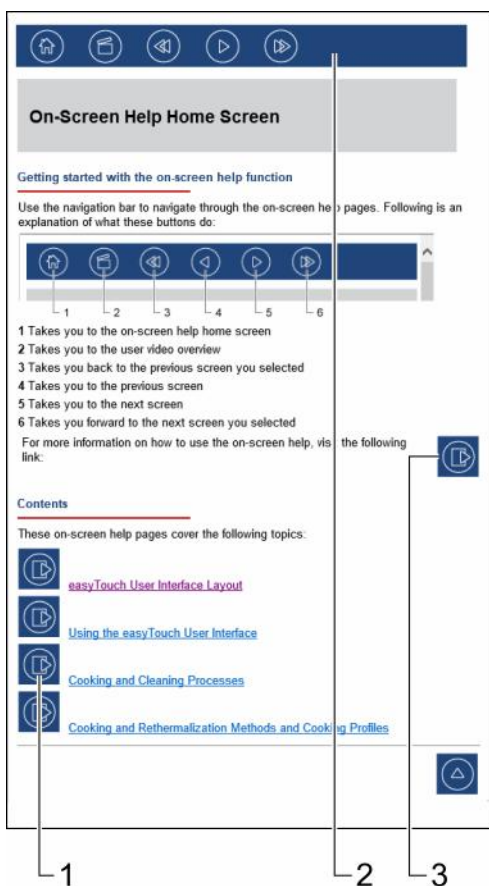 On-Screen Help Home Screen
Getting started with the on-screen help function
Use the navigation bar to navigate through the on-screen help pages. Following is an
explanation of what these buttons do:
1 2 3 4 5 6
1 Takes you to the on-screen help home screen
2 Takes you to the user video overview
3 Takes you back to the previous screen you selected
4 Takes you to the previous screen
5 Takes you to the next screen
6 Takes you forward to the next screen you selected
For more information on how to use the on-screen help, visit the following
link:
Contents
These on-screen help pages cover the following topics:
easyTouch User Interface Layout
Using the easyTouch User Interface
Cooking and Cleaning Processes
Cooking and Rethermalization Methods and Cooking Profiles
1 2 3